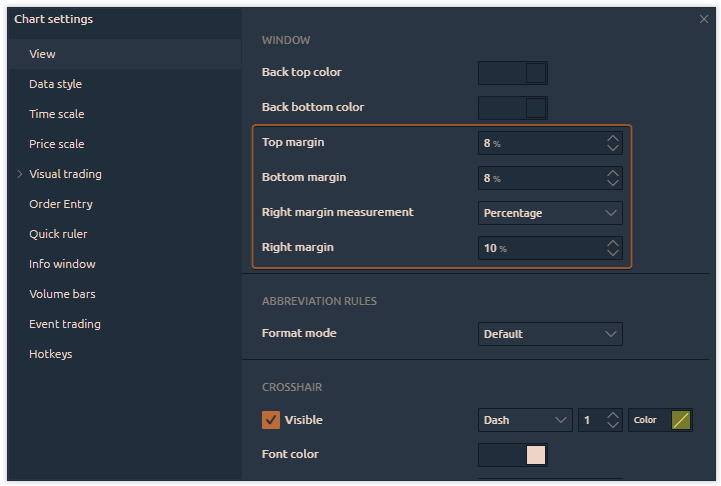 Chart settings
View
Data style
Time scale
Price scale
Visual trading
Order Entry
Quick ruler
Info window
Volume bars
Event trading
Hotkeys
WINDOW
Back top color
Back bottom color
Top margin 8 %
Bottom margin 8 %
Right margin measurement Percentage
Right margin 10 %
ABBREVIATION RULES
Format mode Default
CROSSHAIR
Visible Dash 1 Color
Font color